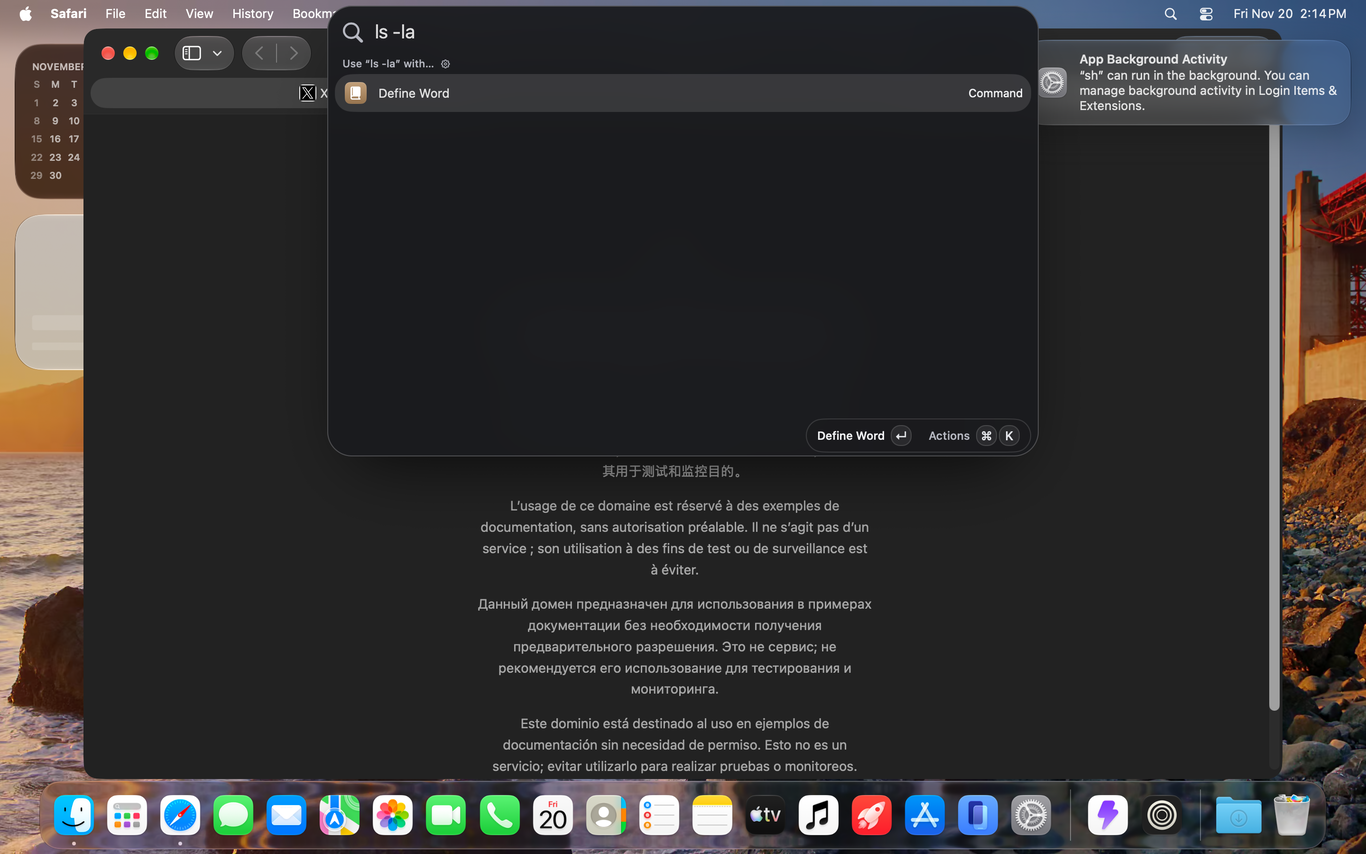 Safari File Edit View History Bookm
Fri Nov 20 2:14 PM
ls -la
Use “ls -la” with...
Define Word
Command
App Background Activity
“sh” can run in the background. You can
manage background activity in Login Items &
Extensions.
NOVEMBER
S M T
1 2 3
8 9 10
15 16 17
22 23 24
29 30
X
Define Word
Actions ⌘ K
其用于测试和监控目的。
L’usage de ce domaine est réservé à des exemples de
documentation, sans autorisation préalable. Il ne s’agit pas d’un
service ; son utilisation à des fins de test ou de surveillance est
à éviter.
Данный домен предназначен для использования в примерах
документации без необходимости получения
предварительного разрешения. Это не сервис; не
рекомендуется его использование для тестирования и
мониторинга.
Este dominio está destinado al uso en ejemplos de
documentación sin necesidad de permiso. Esto no es un
servicio; evitar utilizarlo para realizar pruebas o monitoreos.
Fri
20
tv